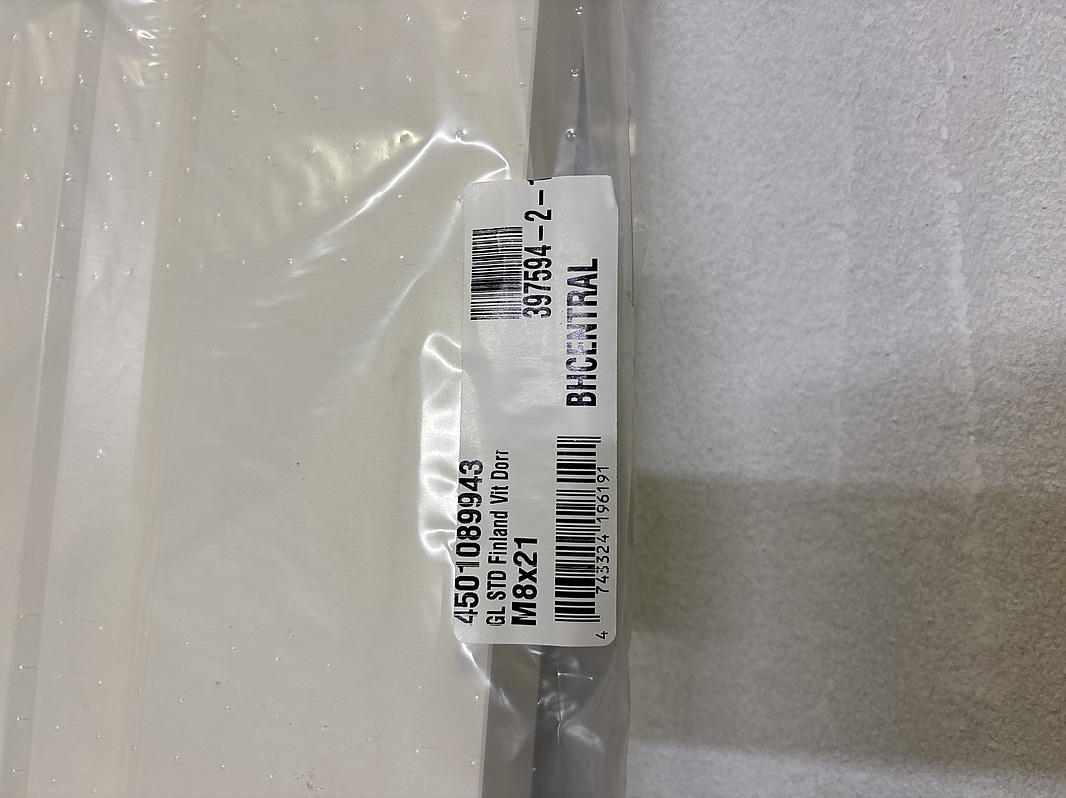 4501089943
GL STD Finland Vit Dorr
M8x21
4 743324 196191
397594-2-
BHCENTRAL